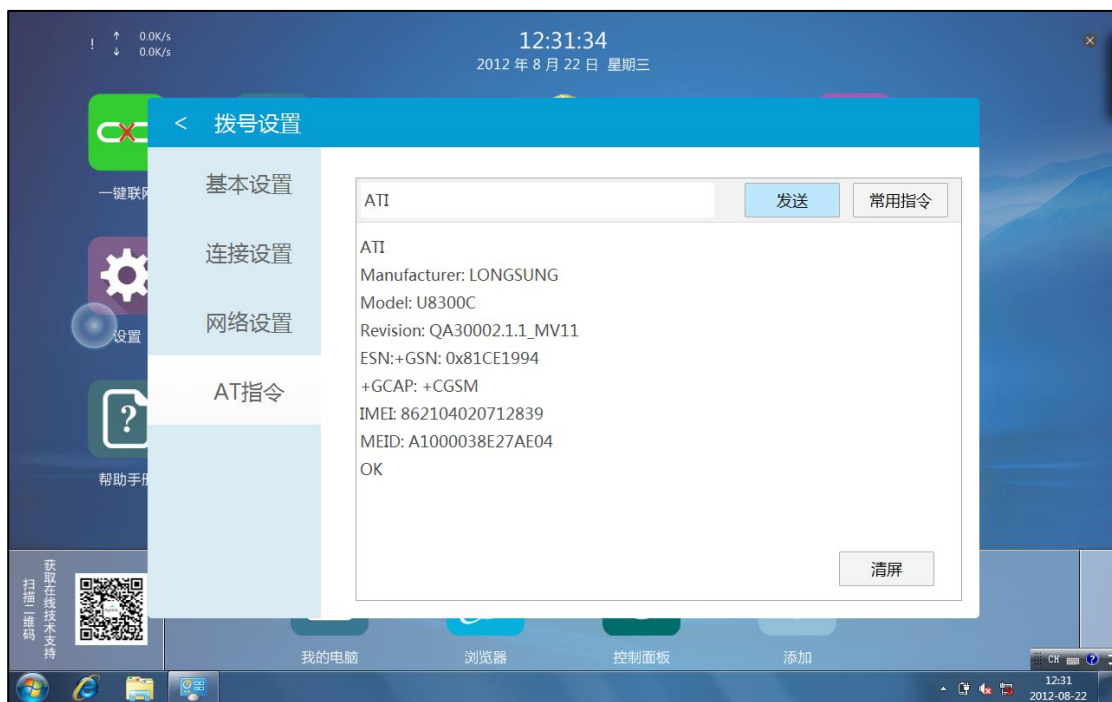 ! ↑ 0.0K/s
↓ 0.0K/s
12:31:34
2012 年 8 月 22 日 星期三
< 拨号设置
一键联网
设置
帮助手册
基本设置
连接设置
网络设置
AT指令
ATI
发送
常用指令
ATI
Manufacturer: LONGSUNG
Model: U8300C
Revision: QA30002.1.1_MV11
ESN:+GSN: 0x81CE1994
+GCAP: +CGSM
IMEI: 862104020712839
MEID: A1000038E27AE04
OK
清屏
获取在线技术支持
扫描二维码
我的电脑
浏览器
控制面板
添加
CH
12:31
2012-08-22